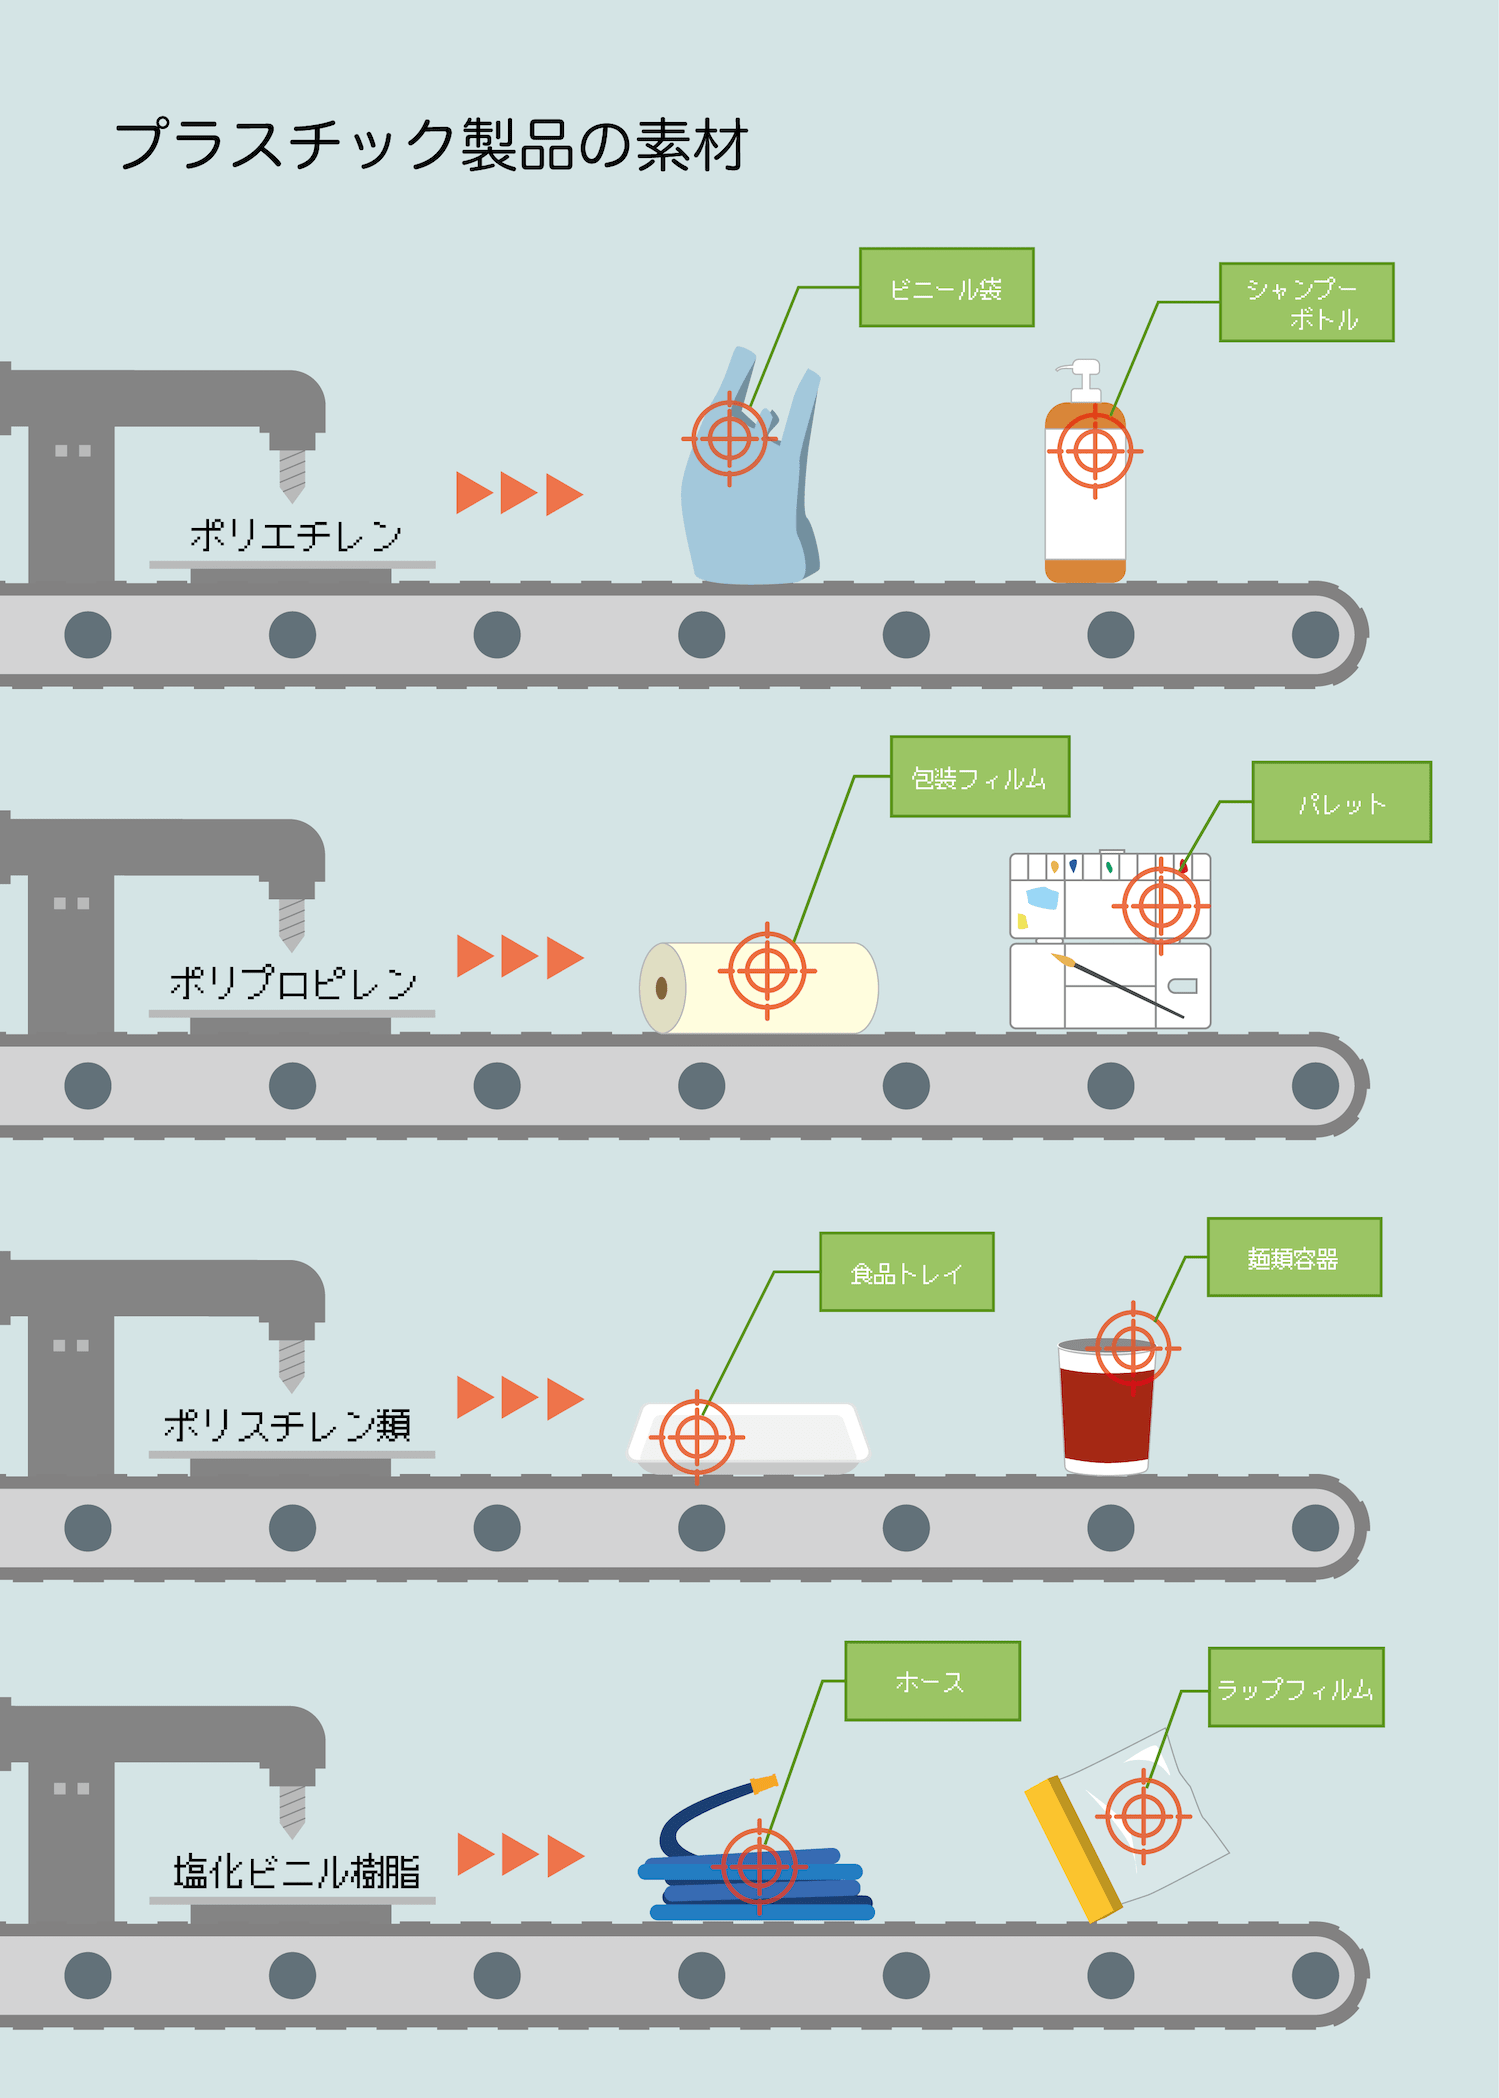 プラスチック製品の素材
ビニール袋
シャンプー
ボトル
ポリエチレン
包装フィルム
パレット
ポリプロピレン
食品トレイ
麺類容器
ポリスチレン類
ホース
ラップフィルム
塩化ビニル樹脂